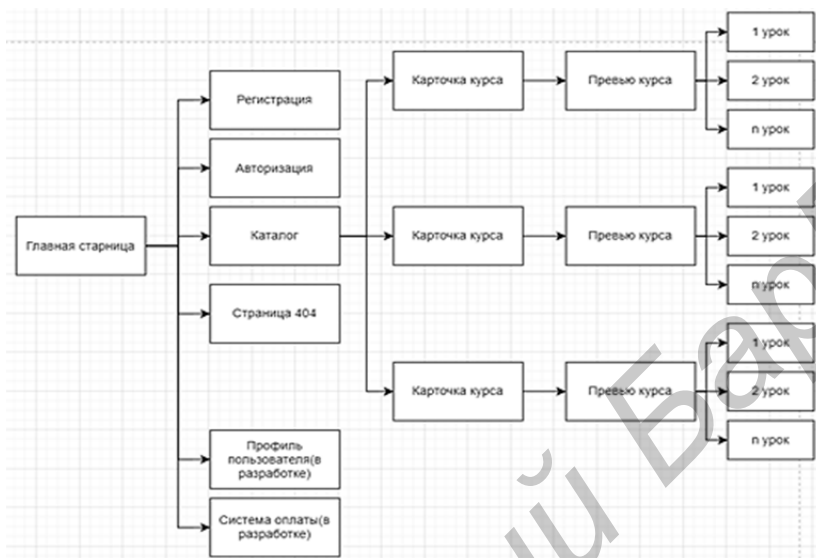 Главная старница
Регистрация
Авторизация
Каталог
Страница 404
Профиль
пользователя(в
разработке)
Система оплаты(в
разработке)
Карточка курса
Превью курса
1 урок
2 урок
n урок
Карточка курса
Превью курса
1 урок
2 урок
n урок
Карточка курса
Превью курса
1 урок
2 урок
n урок